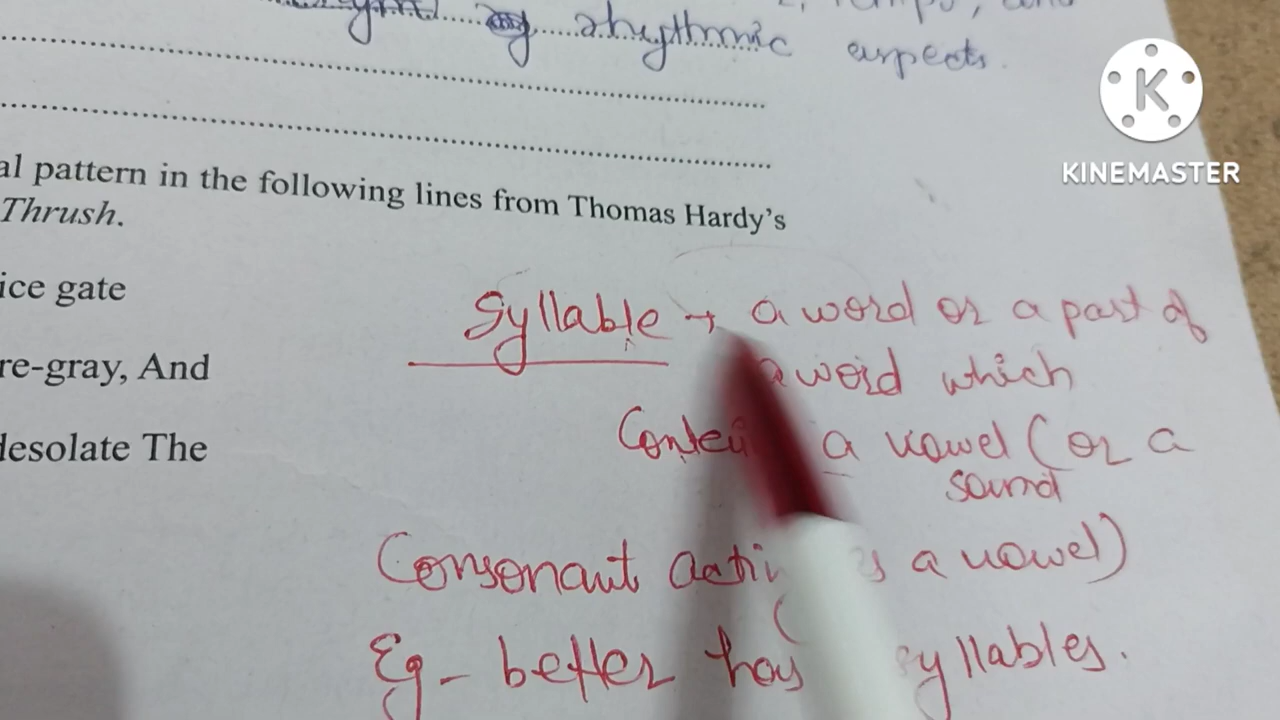 rhythmic aspects.
K
KINEMASTER
al pattern in the following lines from Thomas Hardy's
Thrush.
ice gate
Syllable → a word or a part of
re-gray, And
a word which
a vowel (or a
sound
desolate The
Consonant a vowel)
Eg - better has syllables.